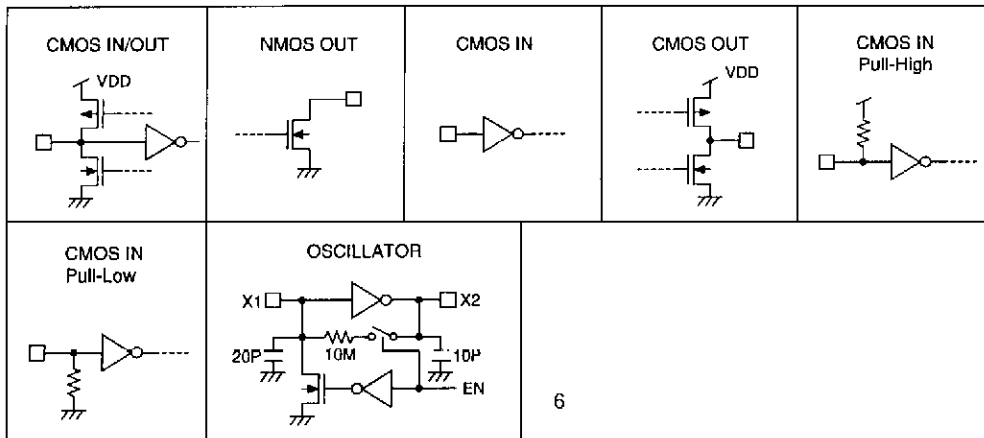 CMOS IN/OUT
VDD
NMOS OUT
CMOS IN
CMOS OUT
VDD
CMOS IN
Pull-High
CMOS IN
Pull-Low
OSCILLATOR
X1
X2
20P
10M
10P
EN
6